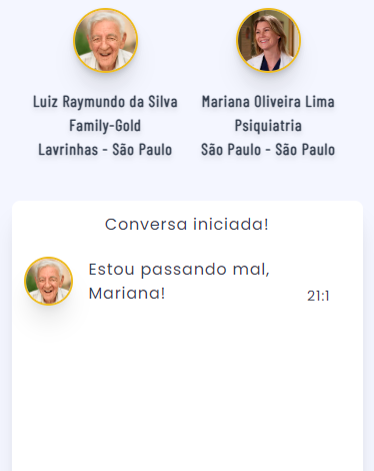 Luiz Raymundo da Silva
Family-Gold
Lavrinhas - São Paulo
Mariana Oliveira Lima
Psiquiatria
São Paulo - São Paulo
Conversa iniciada!
Estou passando mal,
Mariana!
21:1